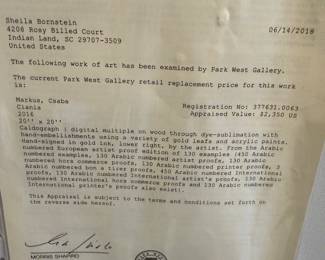 Sheila Bornstein
4206 Rosy Billed Court
Indian Land, SC 29707-3509
United States
06/14/2018
The following work of art has been examined by Park West Gallery.
The current Park West Gallery retail replacement price for this work is:
Markus, Csaba
Clania
2016
20'' x 20''
Registration No: 377631.0063
Appraised Value: $2,350 US
Caldograph | digital multiple on wood through dye-sublimation with
hand-embellishments using a variety of gold leafs and acrylic paints.
Hand-signed in gold ink, lower right, by the artist. From the Arabic
numbered European artist proof edition of 130 examples (450 Arabic
numbered examples, 130 Arabic numbered artist's proofs, 130 Arabic
numbered hors commerce proofs, 130 Arabic numbered printer proofs, 3
Arabic numbered bon a tirer proofs, 450 Arabic numbered International
proofs, 130 Arabic numbered International artist's proofs, 130 Arabic
numbered International hors commerce proofs and 130 Arabic numbered
International printer's proofs also exist).
This Appraisal is subject to the terms and conditions set forth on
the reverse side hereof.
MORRIS SHAPIRO